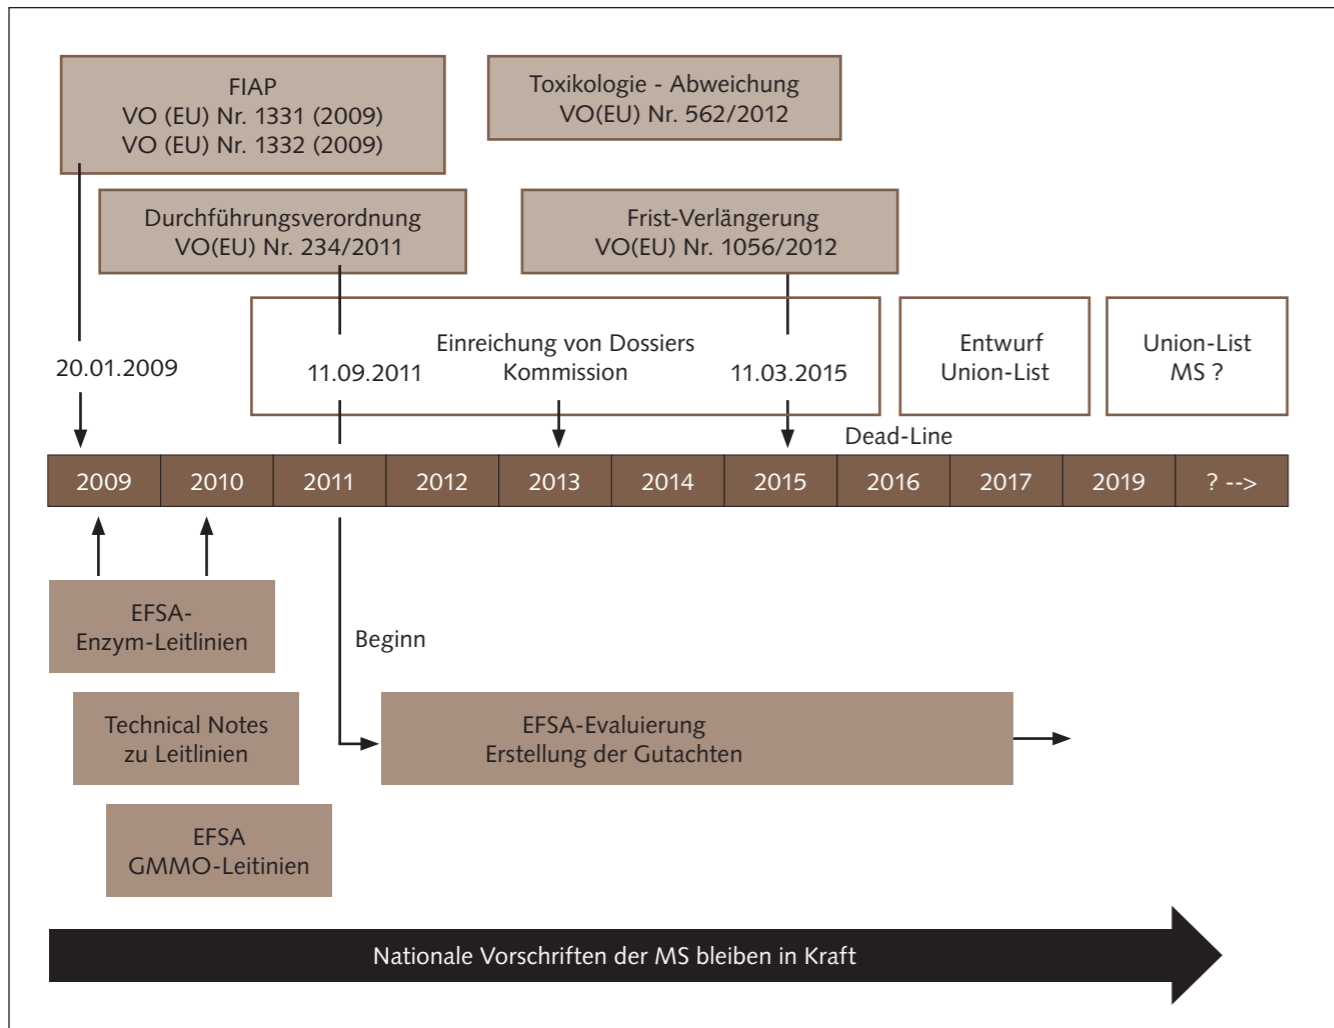 FIAP
VO (EU) Nr. 1331 (2009)
VO (EU) Nr. 1332 (2009)
Toxikologie - Abweichung
VO(EU) Nr. 562/2012
Durchführungsverordnung
VO(EU) Nr. 234/2011
Frist-Verlängerung
VO(EU) Nr. 1056/2012
20.01.2009
11.09.2011
Einreichung von Dossiers
Kommission
11.03.2015
Entwurf
Union-List
Union-List
MS ?
Dead-Line
2009 2010 2011 2012 2013 2014 2015 2016 2017 2019 ? -->
EFSA-
Enzym-Leitlinien
Beginn
Technical Notes
zu Leitlinien
EFSA-Evaluierung
Erstellung der Gutachten
EFSA
GMMO-Leitinien
Nationale Vorschriften der MS bleiben in Kraft